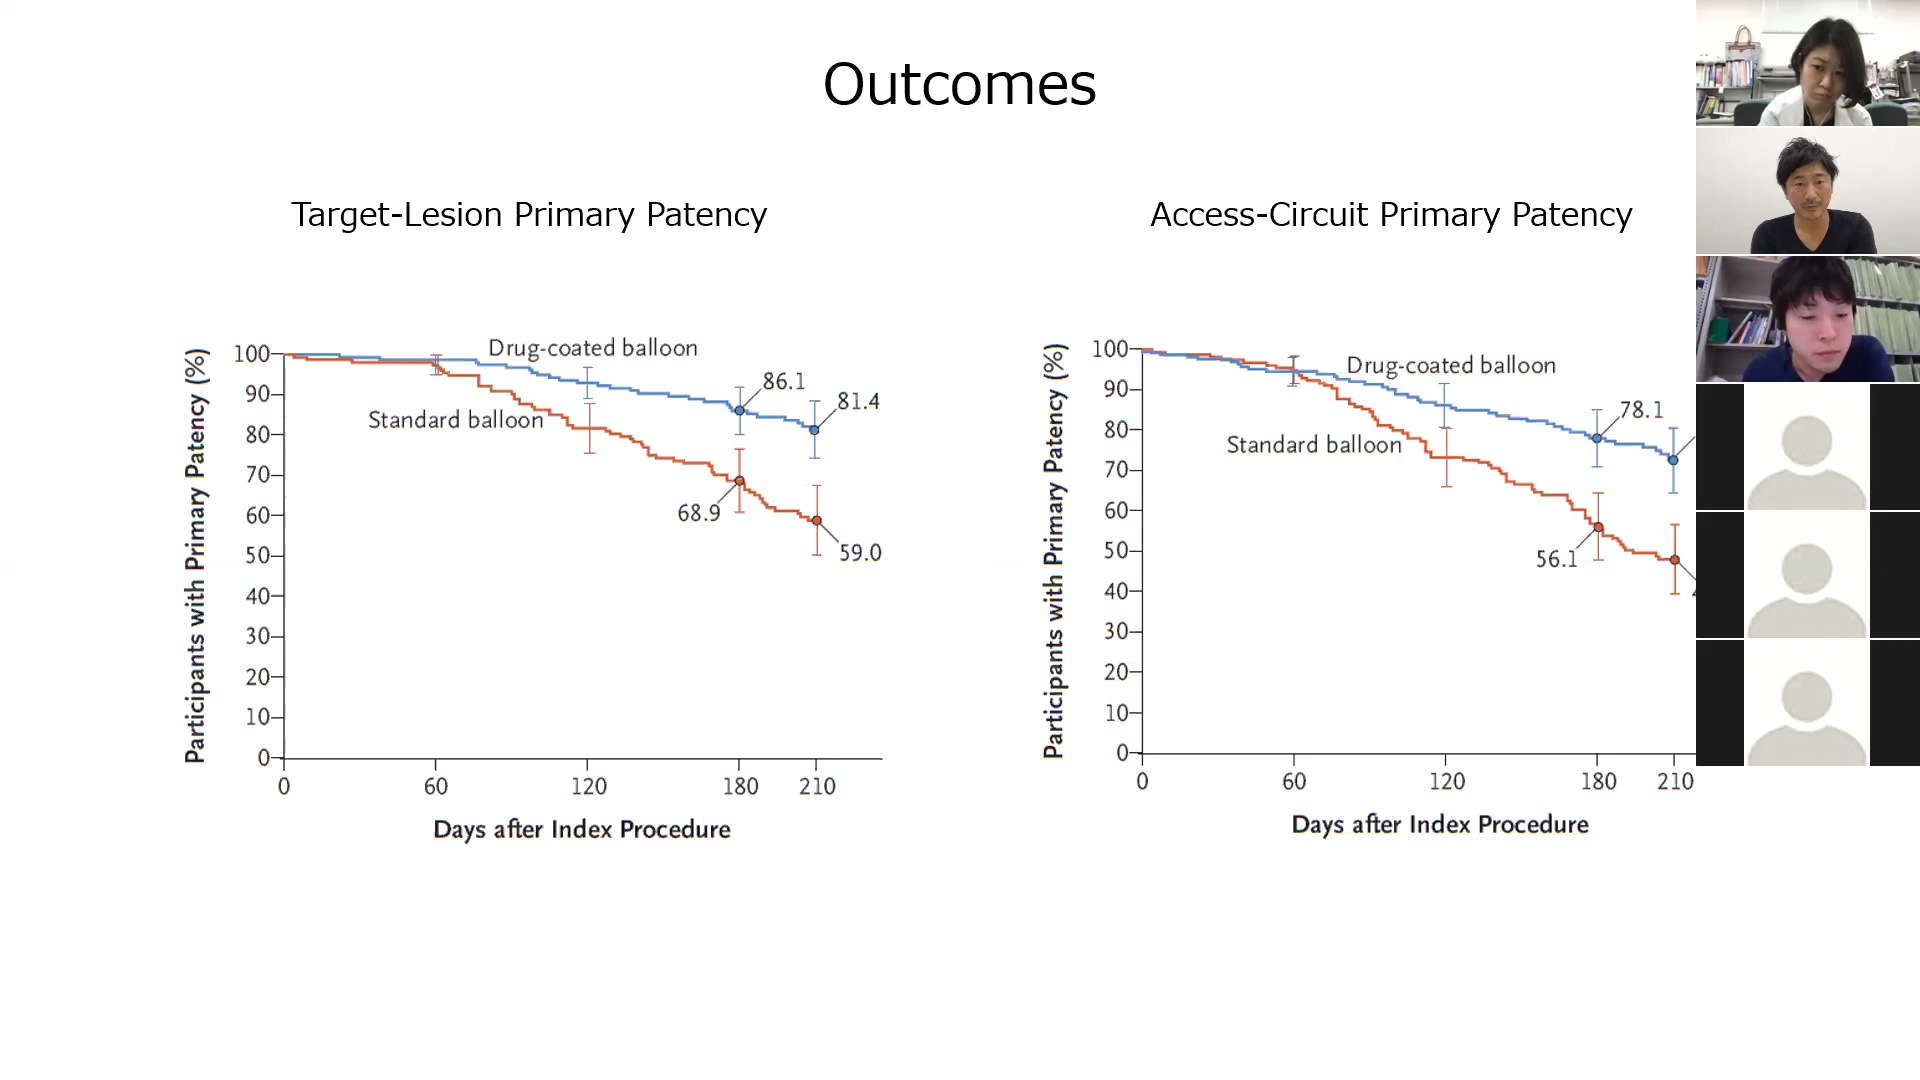 Outcomes
Target-Lesion Primary Patency
Participants with Primary Patency (%)
100
90
80
70
60
50
40
30
20
10
0
Drug-coated balloon
Standard balloon
86.1
81.4
68.9
59.0
0 60 120 180 210
Days after Index Procedure
Access-Circuit Primary Patency
Participants with Primary Patency (%)
100
90
80
70
60
50
40
30
20
10
0
Drug-coated balloon
Standard balloon
78.1
56.1
0 60 120 180 210
Days after Index Procedure